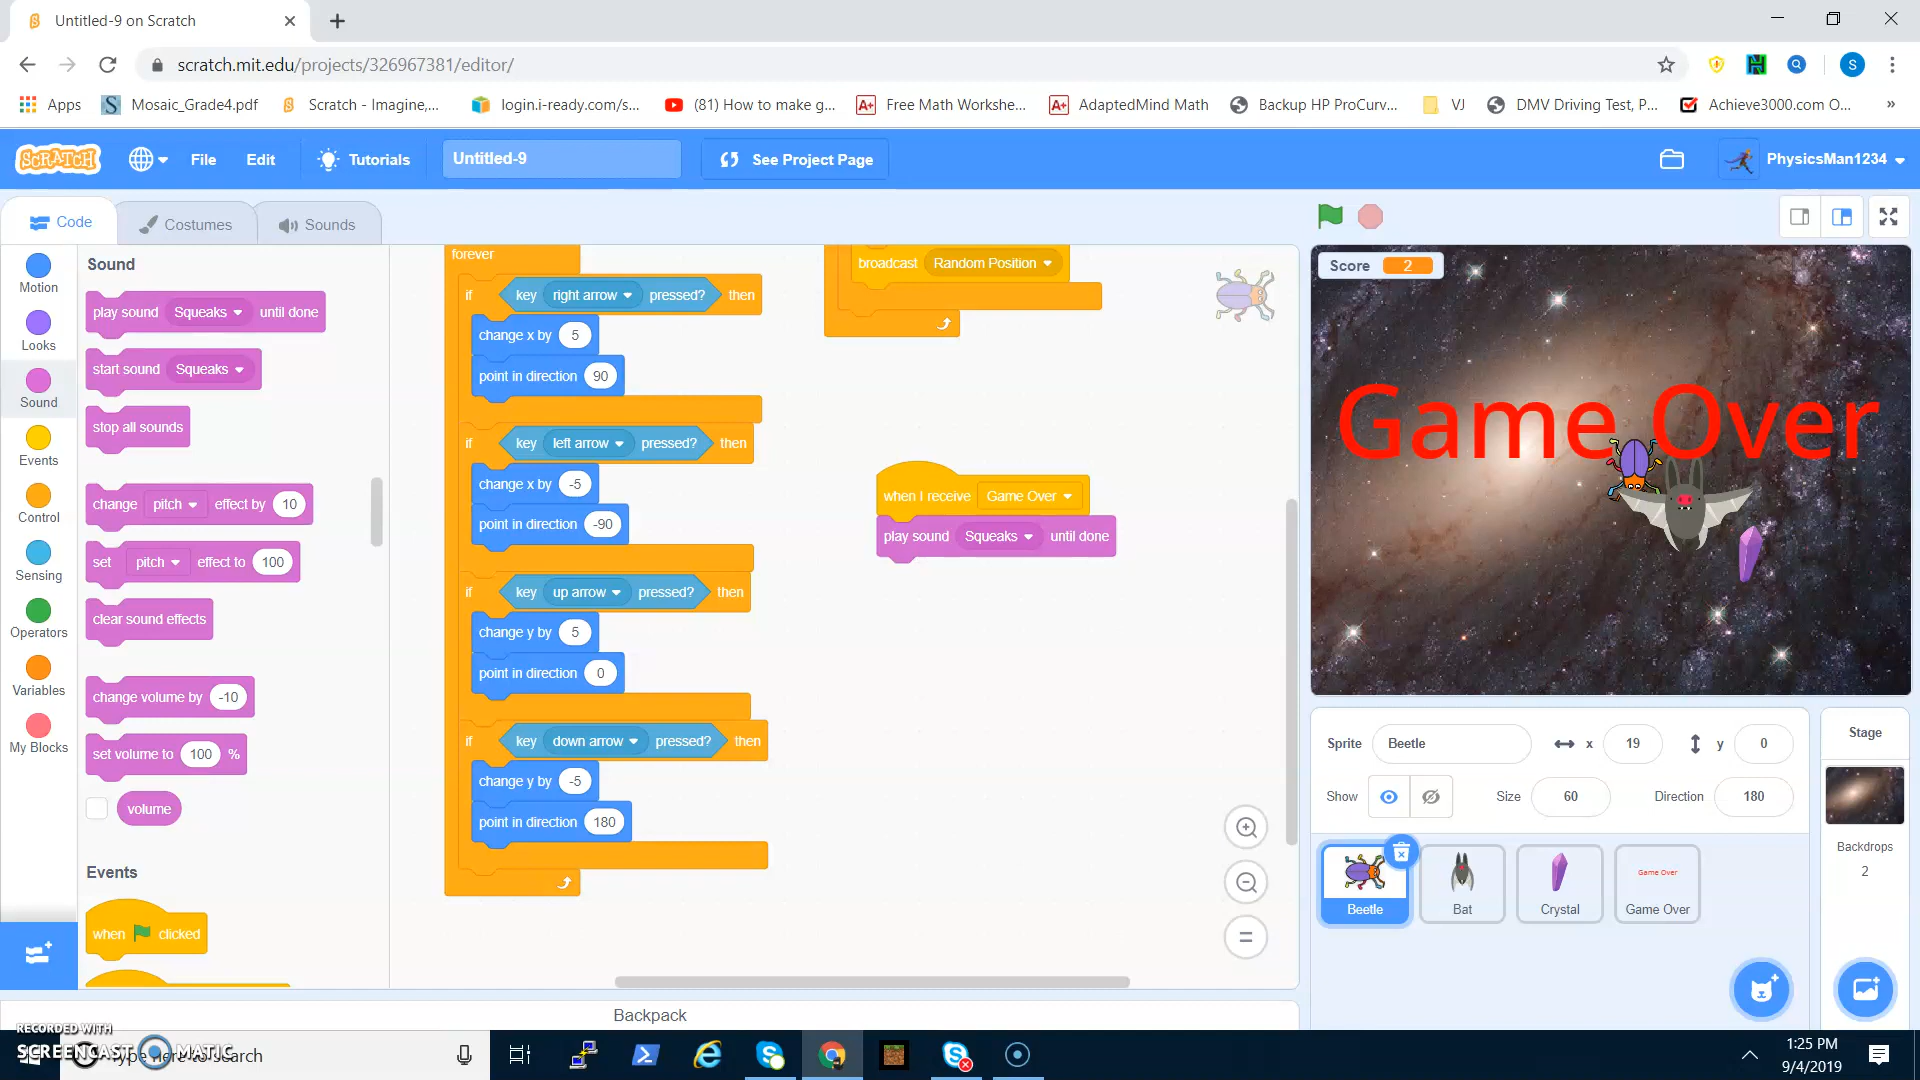 Untitled-9 on Scratch
scratch.mit.edu/projects/326967381/editor/
S
Apps
Mosaic_Grade4.pdf
Scratch - Imagine,...
login.i-ready.com/s...
(81) How to make g...
Free Math Workshe...
AdaptedMind Math
Backup HP ProCurv...
VJ
DMV Driving Test, P...
Achieve3000.com O...
»
SCRATCH
File
Edit
Tutorials
Untitled-9
See Project Page
PhysicsMan1234
Code
Costumes
Sounds
Motion
Looks
Sound
Events
Control
Sensing
Operators
Variables
My Blocks
Sound
play sound Squeaks until done
start sound Squeaks
stop all sounds
change pitch effect by 10
set pitch effect to 100
clear sound effects
change volume by -10
set volume to 100 %
volume
Events
when clicked
forever
if key right arrow pressed? then
change x by 5
point in direction 90
if key left arrow pressed? then
change x by -5
point in direction -90
if key up arrow pressed? then
change y by 5
point in direction 0
if key down arrow pressed? then
change y by -5
point in direction 180
broadcast Random Position
when I receive Game Over
play sound Squeaks until done
Backpack
Score 2
Game Over
Sprite Beetle x 19 y 0
Show Size 60 Direction 180
Beetle
Bat
Crystal
Game Over
Game Over
Stage
Backdrops
2
RECORDED WITH
SCREENCAST MATIC
Type here to search
1:25 PM
9/4/2019